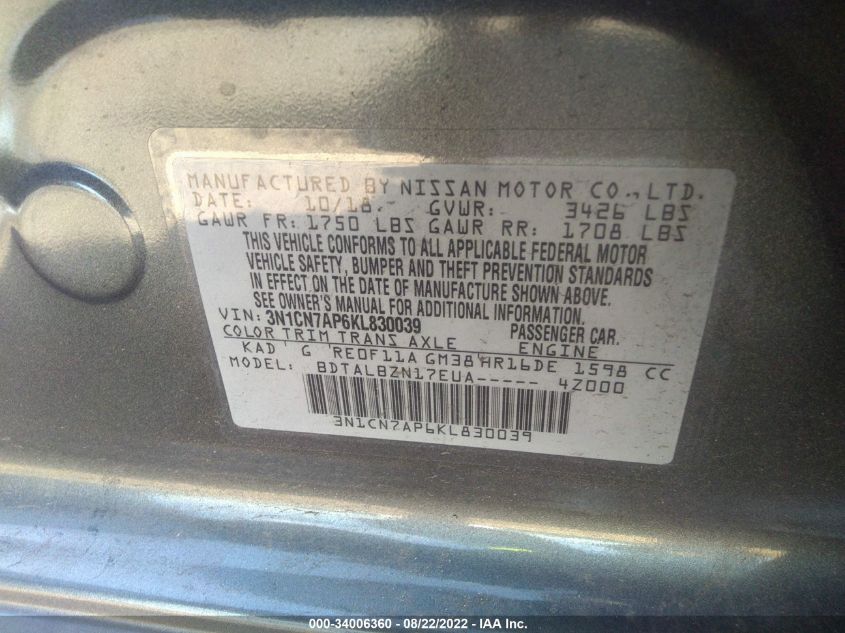 MANUFACTURED BY NISSAN MOTOR CO., LTD.
DATE: 10/18 GVWR: 3426 LBS
GAWR FR: 1750 LBS GAWR RR: 1708 LBS
THIS VEHICLE CONFORMS TO ALL APPLICABLE FEDERAL MOTOR
VEHICLE SAFETY, BUMPER AND THEFT PREVENTION STANDARDS
IN EFFECT ON THE DATE OF MANUFACTURE SHOWN ABOVE.
SEE OWNER'S MANUAL FOR ADDITIONAL INFORMATION.
VIN: 3N1CN7AP6KL830039 PASSENGER CAR.
COLOR TRIM TRANS AXLE ENGINE
KAD G RE0F11A GM38 HR16DE 1598 CC
MODEL: BDTALBZN17EUA----- 4Z000
3N1CN7AP6KL830039
000-34006360 - 08/22/2022 - IAA Inc.